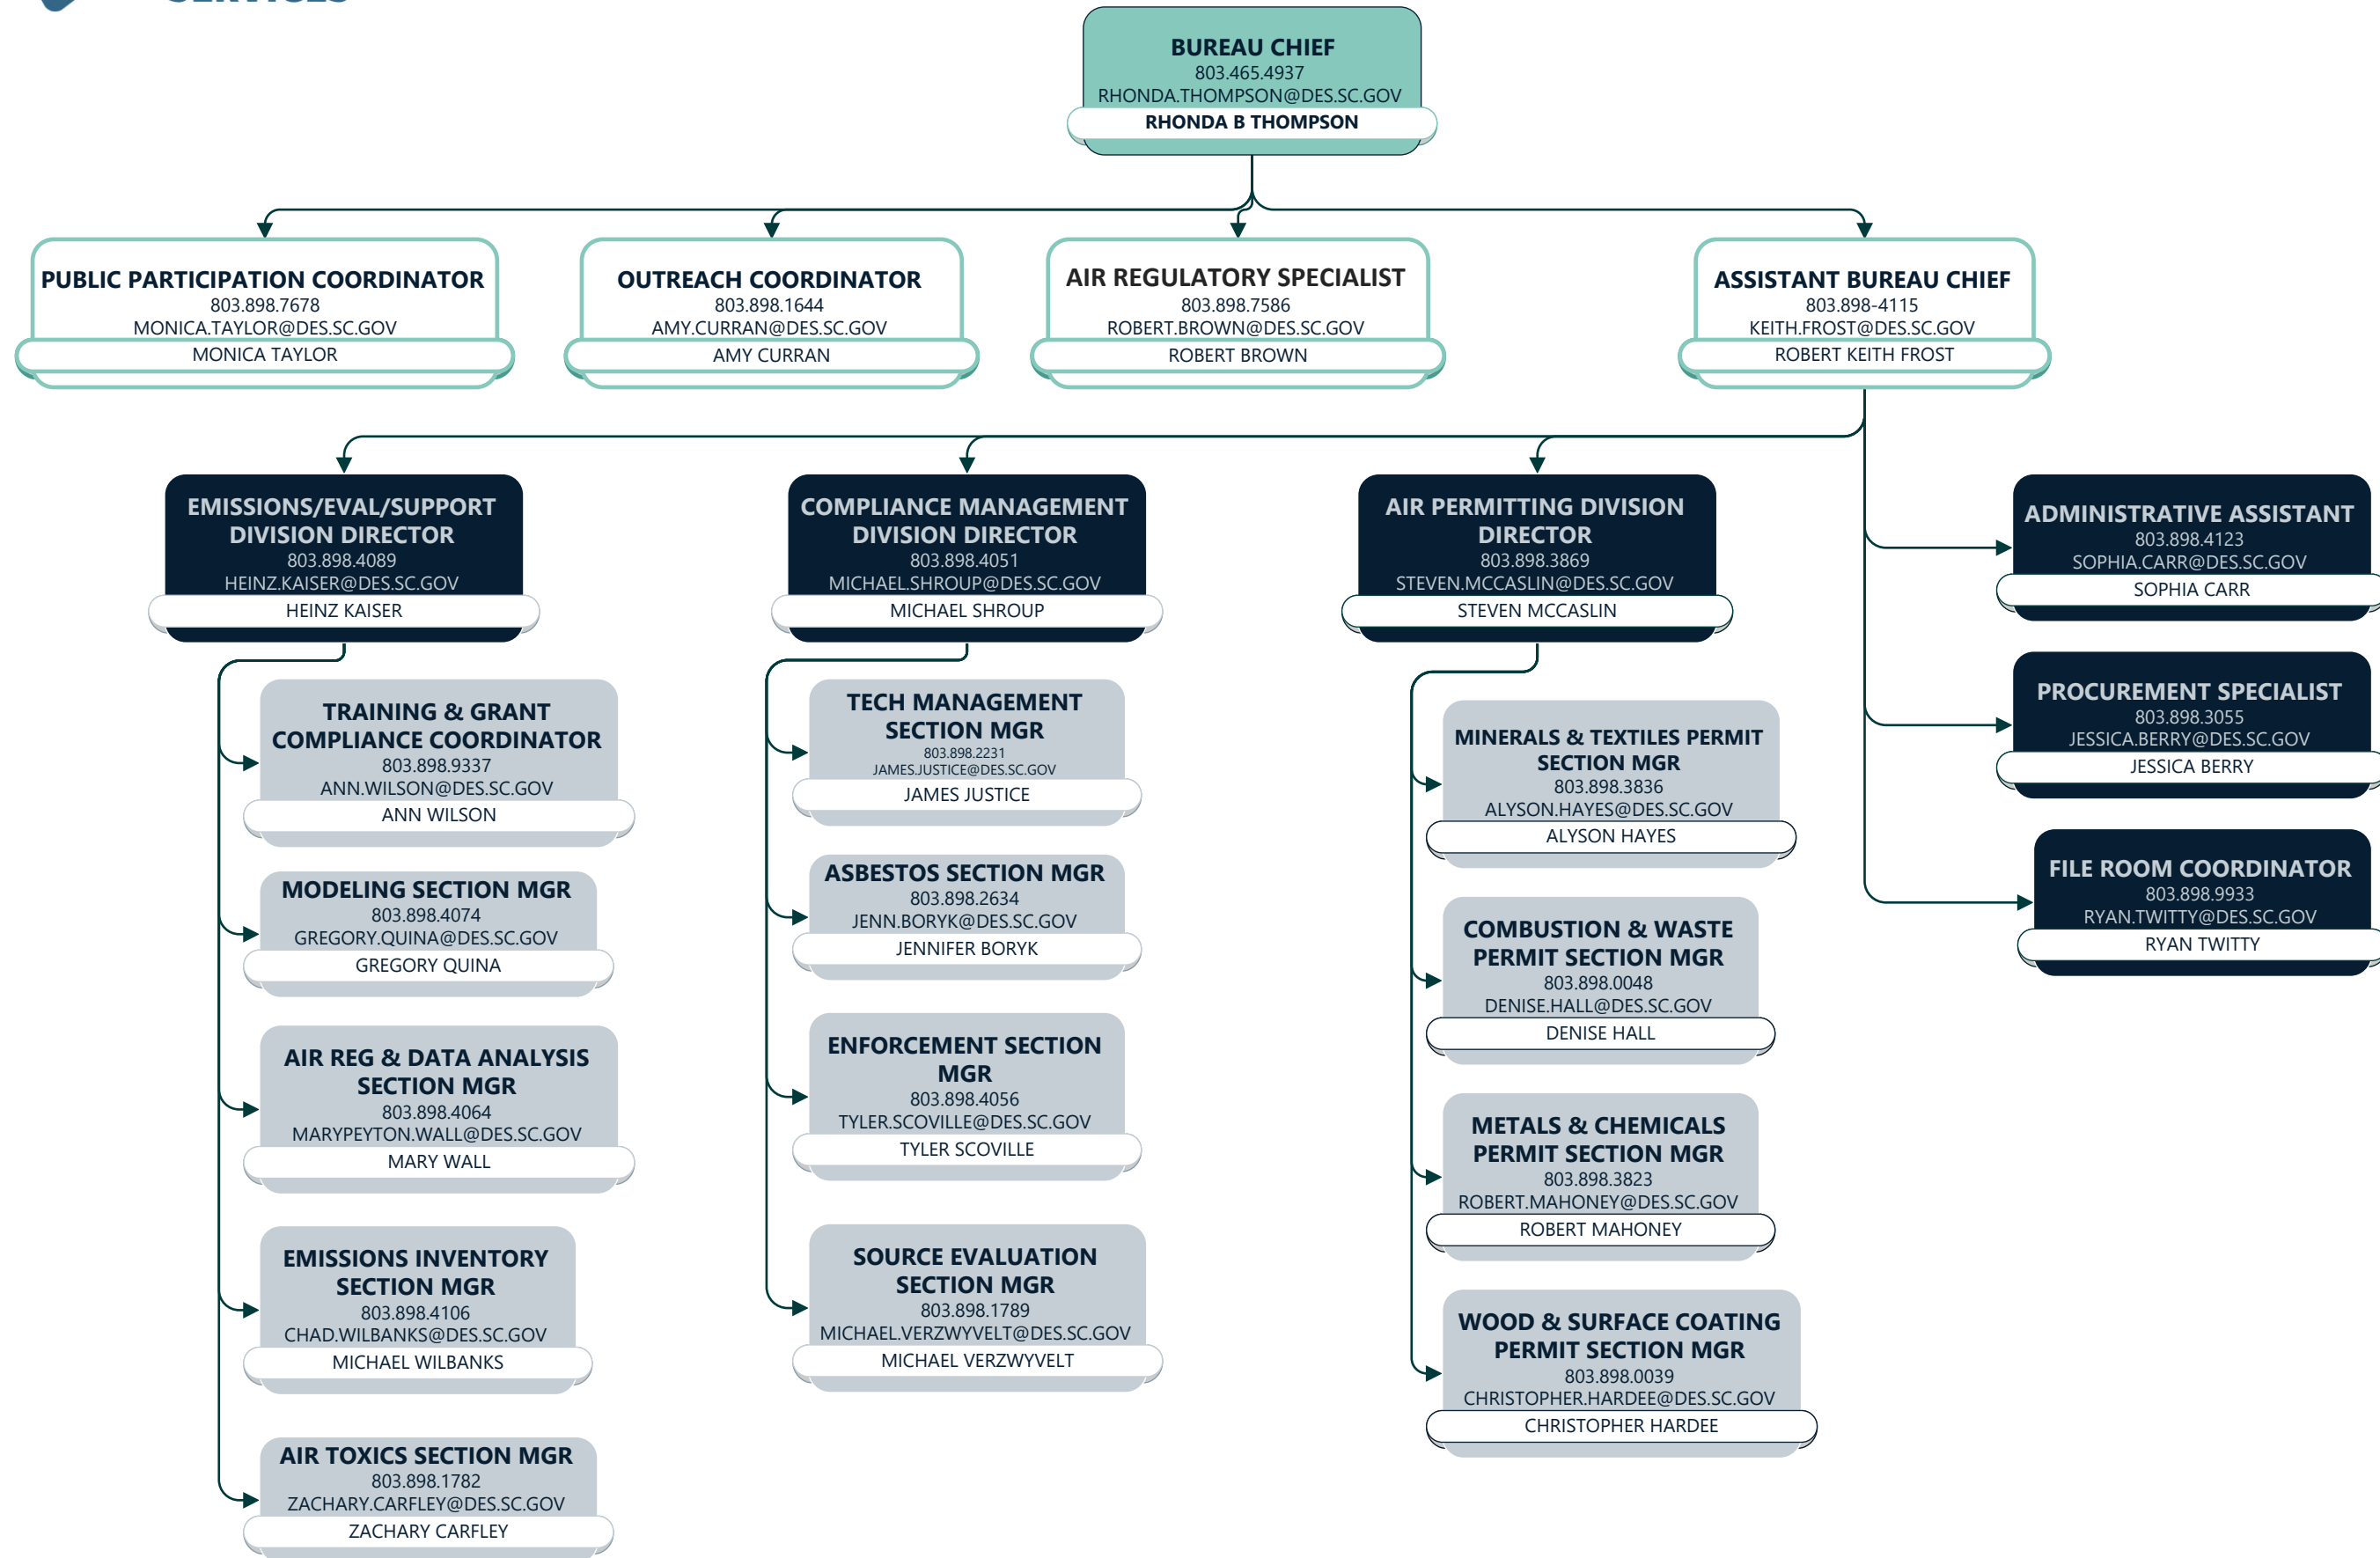 BUREAU CHIEF
803.465.4937
RHONDA.THOMPSON@DES.SC.GOV
RHONDA B THOMPSON
PUBLIC PARTICIPATION COORDINATOR
803.898.7678
MONICA.TAYLOR@DES.SC.GOV
MONICA TAYLOR
OUTREACH COORDINATOR
803.898.1644
AMY.CURRAN@DES.SC.GOV
AMY CURRAN
AIR REGULATORY SPECIALIST
803.898.7586
ROBERT.BROWN@DES.SC.GOV
ROBERT BROWN
ASSISTANT BUREAU CHIEF
803.898-4115
KEITH.FROST@DES.SC.GOV
ROBERT KEITH FROST
EMISSIONS/EVAL/SUPPORT
DIVISION DIRECTOR
803.898.4089
HEINZ.KAISER@DES.SC.GOV
HEINZ KAISER
TRAINING & GRANT
COMPLIANCE COORDINATOR
803.898.9337
ANN.WILSON@DES.SC.GOV
ANN WILSON
MODELING SECTION MGR
803.898.4074
GREGORY.QUINA@DES.SC.GOV
GREGORY QUINA
AIR REG & DATA ANALYSIS
SECTION MGR
803.898.4064
MARYPEYTON.WALL@DES.SC.GOV
MARY WALL
EMISSIONS INVENTORY
SECTION MGR
803.898.4106
CHAD.WILBANKS@DES.SC.GOV
MICHAEL WILBANKS
AIR TOXICS SECTION MGR
803.898.1782
ZACHARY.CARFLEY@DES.SC.GOV
ZACHARY CARFLEY
COMPLIANCE MANAGEMENT
DIVISION DIRECTOR
803.898.4051
MICHAEL.SHROUP@DES.SC.GOV
MICHAEL SHROUP
TECH MANAGEMENT
SECTION MGR
803.898.2231
JAMES.JUSTICE@DES.SC.GOV
JAMES JUSTICE
ASBESTOS SECTION MGR
803.898.2634
JENN.BORYK@DES.SC.GOV
JENNIFER BORYK
ENFORCEMENT SECTION
MGR
803.898.4056
TYLER.SCOVILLE@DES.SC.GOV
TYLER SCOVILLE
SOURCE EVALUATION
SECTION MGR
803.898.1789
MICHAEL.VERZWYVELT@DES.SC.GOV
MICHAEL VERZWYVELT
AIR PERMITTING DIVISION
DIRECTOR
803.898.3869
STEVEN.MCCASLIN@DES.SC.GOV
STEVEN MCCASLIN
MINERALS & TEXTILES PERMIT
SECTION MGR
803.898.3836
ALYSON.HAYES@DES.SC.GOV
ALYSON HAYES
COMBUSTION & WASTE
PERMIT SECTION MGR
803.898.0048
DENISE.HALL@DES.SC.GOV
DENISE HALL
METALS & CHEMICALS
PERMIT SECTION MGR
803.898.3823
ROBERT.MAHONEY@DES.SC.GOV
ROBERT MAHONEY
WOOD & SURFACE COATING
PERMIT SECTION MGR
803.898.0039
CHRISTOPHER.HARDEE@DES.SC.GOV
CHRISTOPHER HARDEE
ADMINISTRATIVE ASSISTANT
803.898.4123
SOPHIA.CARR@DES.SC.GOV
SOPHIA CARR
PROCUREMENT SPECIALIST
803.898.3055
JESSICA.BERRY@DES.SC.GOV
JESSICA BERRY
FILE ROOM COORDINATOR
803.898.9933
RYAN.TWITTY@DES.SC.GOV
RYAN TWITTY